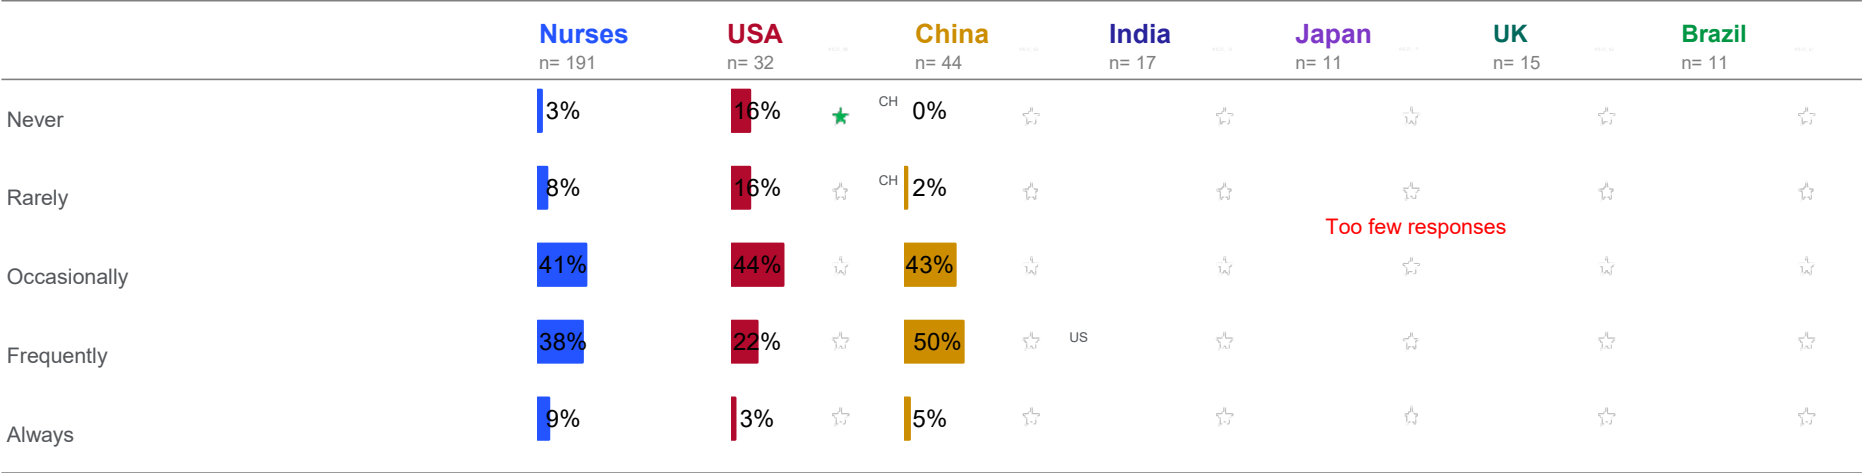 Nurses USA China India Japan UK Brazil
n= 191 n= 32 n= 44 n= 17 n= 11 n= 15 n= 11
Never 3% 16% CH 0%
Rarely 8% 16% CH 2%
Too few responses
Occasionally 41% 44% 43%
Frequently 38% 22% 50% US
Always 9% 3% 5%